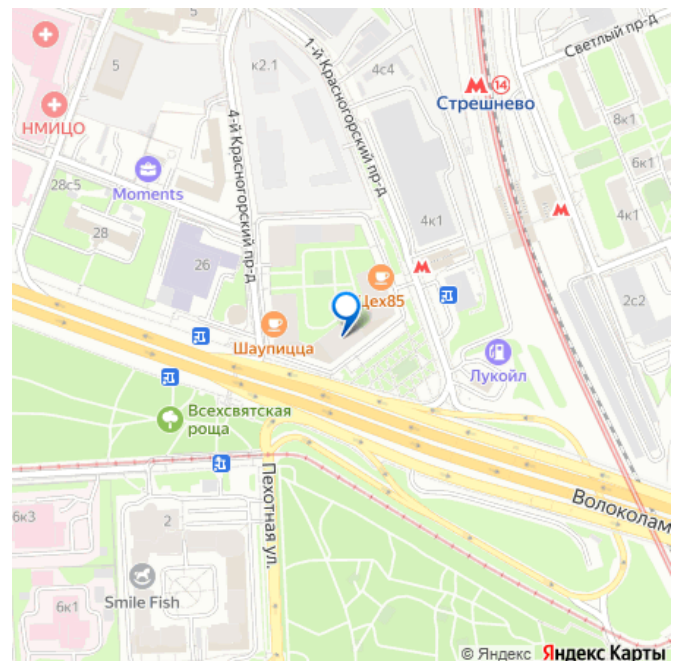 5
5
к2.1
4с4
1-й Красногорский пр-д
14
Стрешнево
Светлый пр-д
8к1
6к1
НМИЦО
4-й Красногорский пр-д
28с5
Moments
4к1
4к1
28
26
Цех85
2с2
Шаупицца
Лукойл
Всехсвятская
роща
Пехотная ул.
Волоколам
6к3
2
Smile Fish
6к1
© Яндекс Яндекс Карты